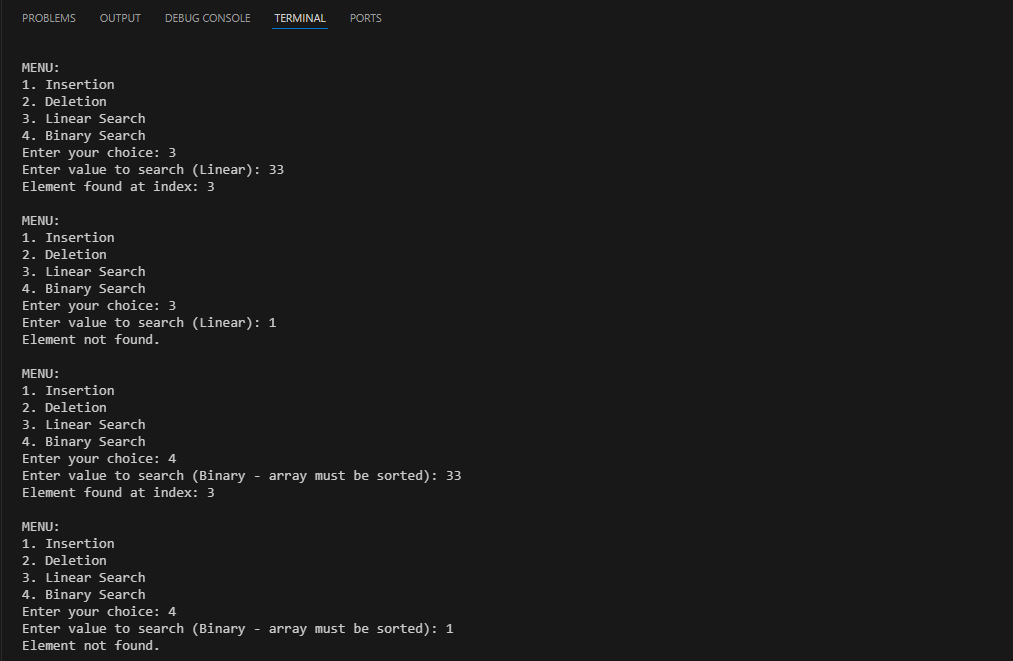 PROBLEMS OUTPUT DEBUG CONSOLE TERMINAL PORTS
MENU:
1. Insertion
2. Deletion
3. Linear Search
4. Binary Search
Enter your choice: 3
Enter value to search (Linear): 33
Element found at index: 3
MENU:
1. Insertion
2. Deletion
3. Linear Search
4. Binary Search
Enter your choice: 3
Enter value to search (Linear): 1
Element not found.
MENU:
1. Insertion
2. Deletion
3. Linear Search
4. Binary Search
Enter your choice: 4
Enter value to search (Binary - array must be sorted): 33
Element found at index: 3
MENU:
1. Insertion
2. Deletion
3. Linear Search
4. Binary Search
Enter your choice: 4
Enter value to search (Binary - array must be sorted): 1
Element not found.